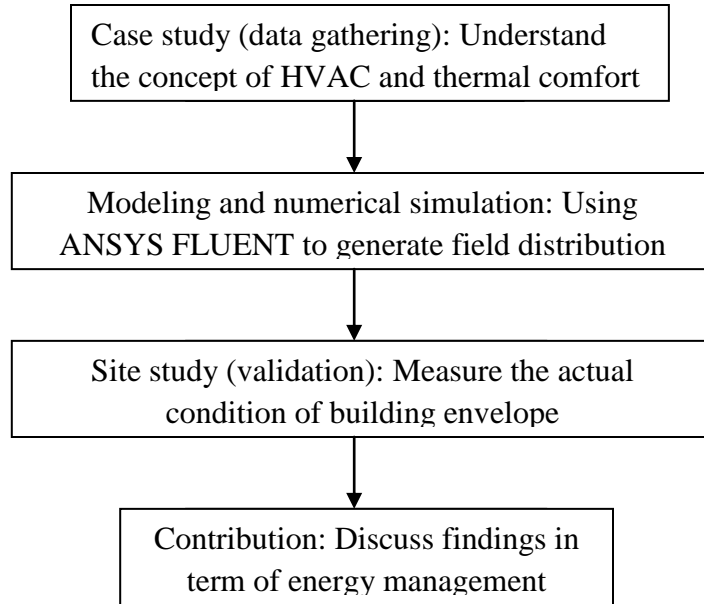 Case study (data gathering): Understand
the concept of HVAC and thermal comfort
Modeling and numerical simulation: Using
ANSYS FLUENT to generate field distribution
Site study (validation): Measure the actual
condition of building envelope
Contribution: Discuss findings in
term of energy management